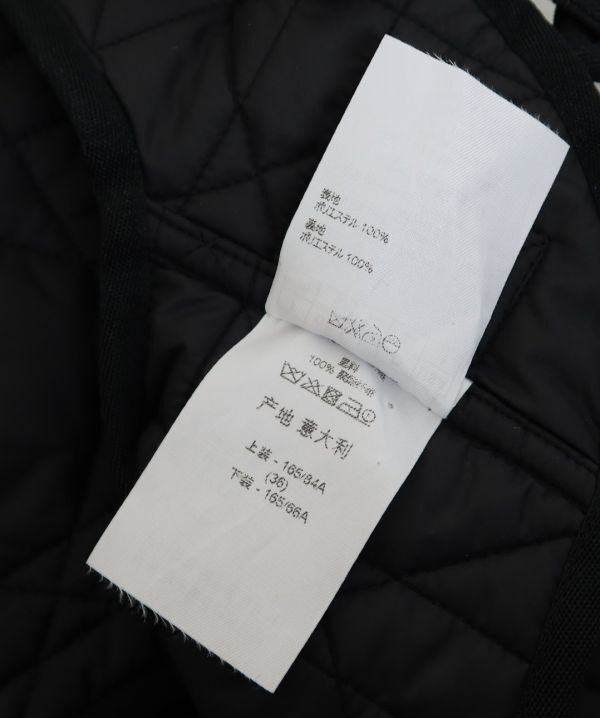 表地
ポリエステル 100%
裏地
ポリエステル 100%
100%
产地 意大利
上装 - 165/84A
(36)
下装 - 165/66A